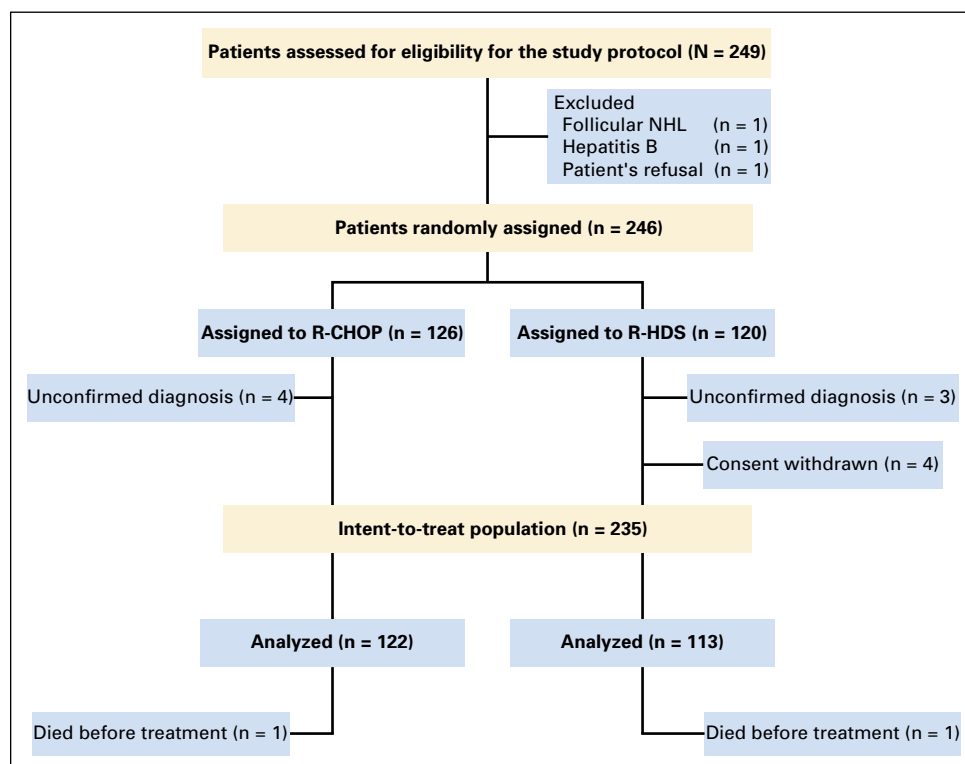 Patients assessed for eligibility for the study protocol (N = 249)
Excluded
Follicular NHL (n = 1)
Hepatitis B (n = 1)
Patient's refusal (n = 1)
Patients randomly assigned (n = 246)
Assigned to R-CHOP (n = 126)
Assigned to R-HDS (n = 120)
Unconfirmed diagnosis (n = 4)
Unconfirmed diagnosis (n = 3)
Consent withdrawn (n = 4)
Intent-to-treat population (n = 235)
Analyzed (n = 122)
Analyzed (n = 113)
Died before treatment (n = 1)
Died before treatment (n = 1)